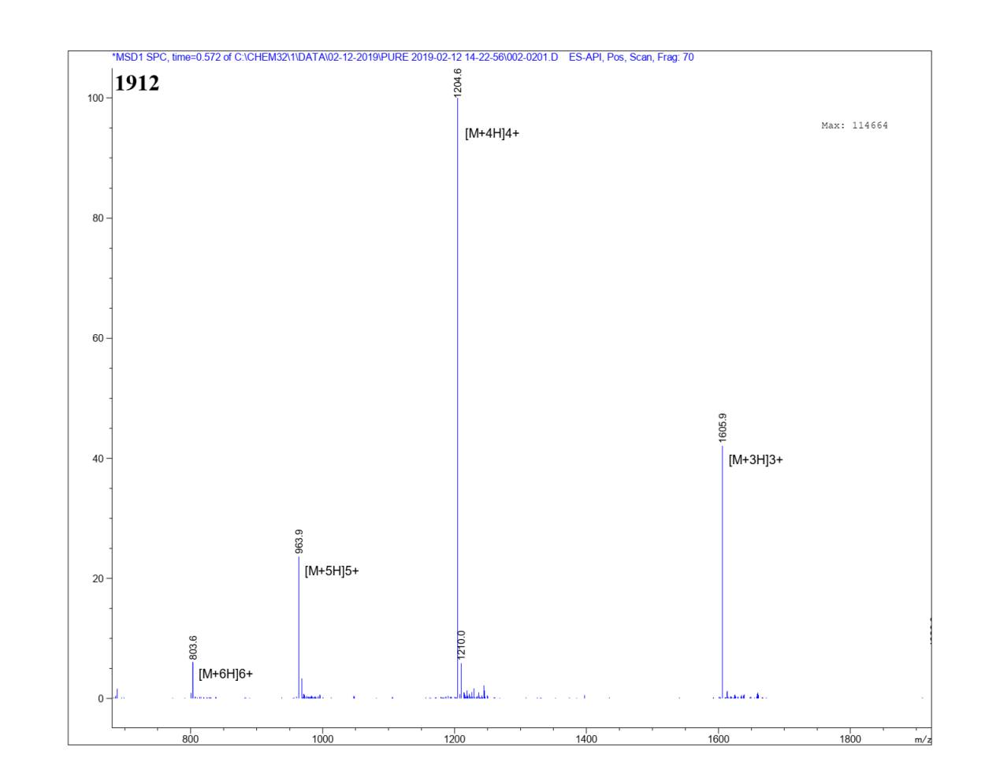 *MSD1 SPC, time=0.572 of C:\CHEM32\1\DATA\02-12-2019\PURE 2019-02-12 14-22-56\002-0201.D ES-API, Pos, Scan, Frag: 70
1912
1204.6
100
Max: 114664
[M+4H]4+
80
60
1605.9
40
[M+3H]3+
963.9
[M+5H]5+
20
803.6
1210.0
[M+6H]6+
0
800
1000
1200
1400
1600
1800
m/z